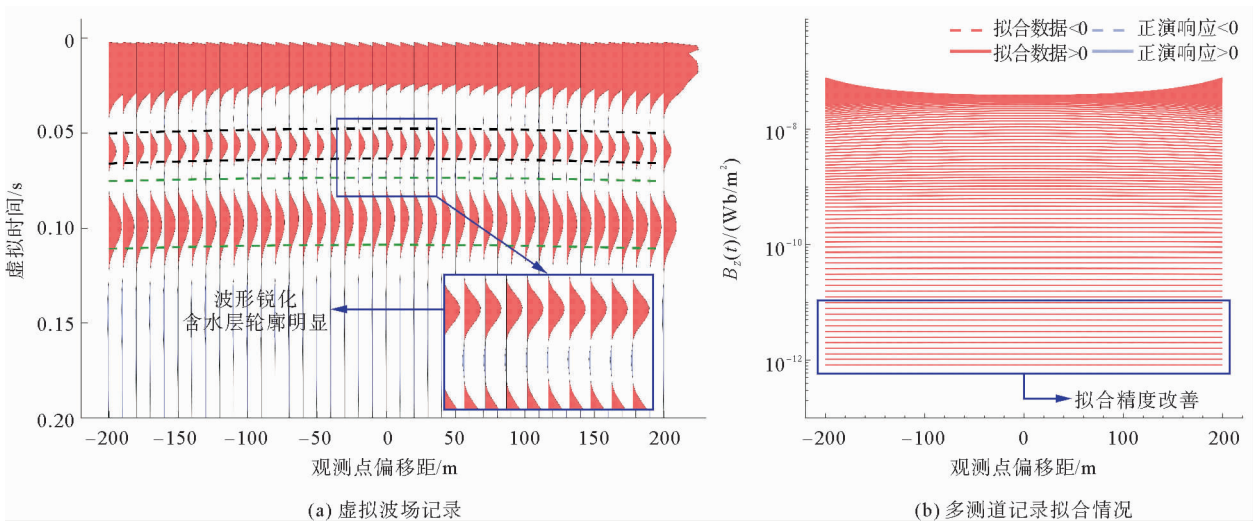 0
0.05
0.10
0.15
0.20
虚拟时间/s
波形锐化
含水层轮廓明显
−200
−150
−100
−50
0
50
100
150
200
观测点偏移距/m
(a) 虚拟波场记录
拟合数据<0
正演响应<0
拟合数据>0
正演响应>0
10⁻⁸
10⁻¹⁰
10⁻¹²
B_z(t)/(Wb/m²)
拟合精度改善
−200
−100
0
100
200
观测点偏移距/m
(b) 多测道记录拟合情况